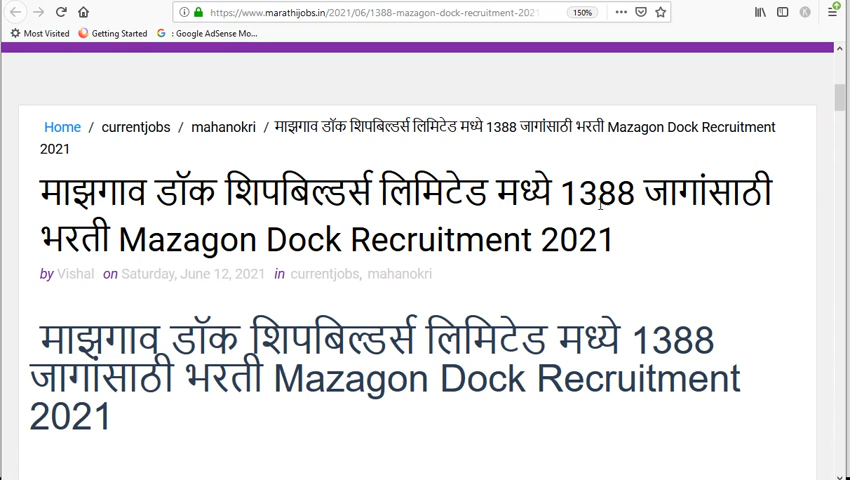 https://www.marathijobs.in/2021/06/1388-mazagon-dock-recruitment-2021
150%
Most Visited Getting Started : Google AdSense Mo...
Home / currentjobs / mahanokri / माझगाव डॉक शिपबिल्डर्स लिमिटेड मध्ये 1388 जागांसाठी भरती Mazagon Dock Recruitment
2021
माझगाव डॉक शिपबिल्डर्स लिमिटेड मध्ये 1388 जागांसाठी
भरती Mazagon Dock Recruitment 2021
by Vishal on Saturday, June 12, 2021 in currentjobs, mahanokri
माझगाव डॉक शिपबिल्डर्स लिमिटेड मध्ये 1388
जागांसाठी भरती Mazagon Dock Recruitment
2021